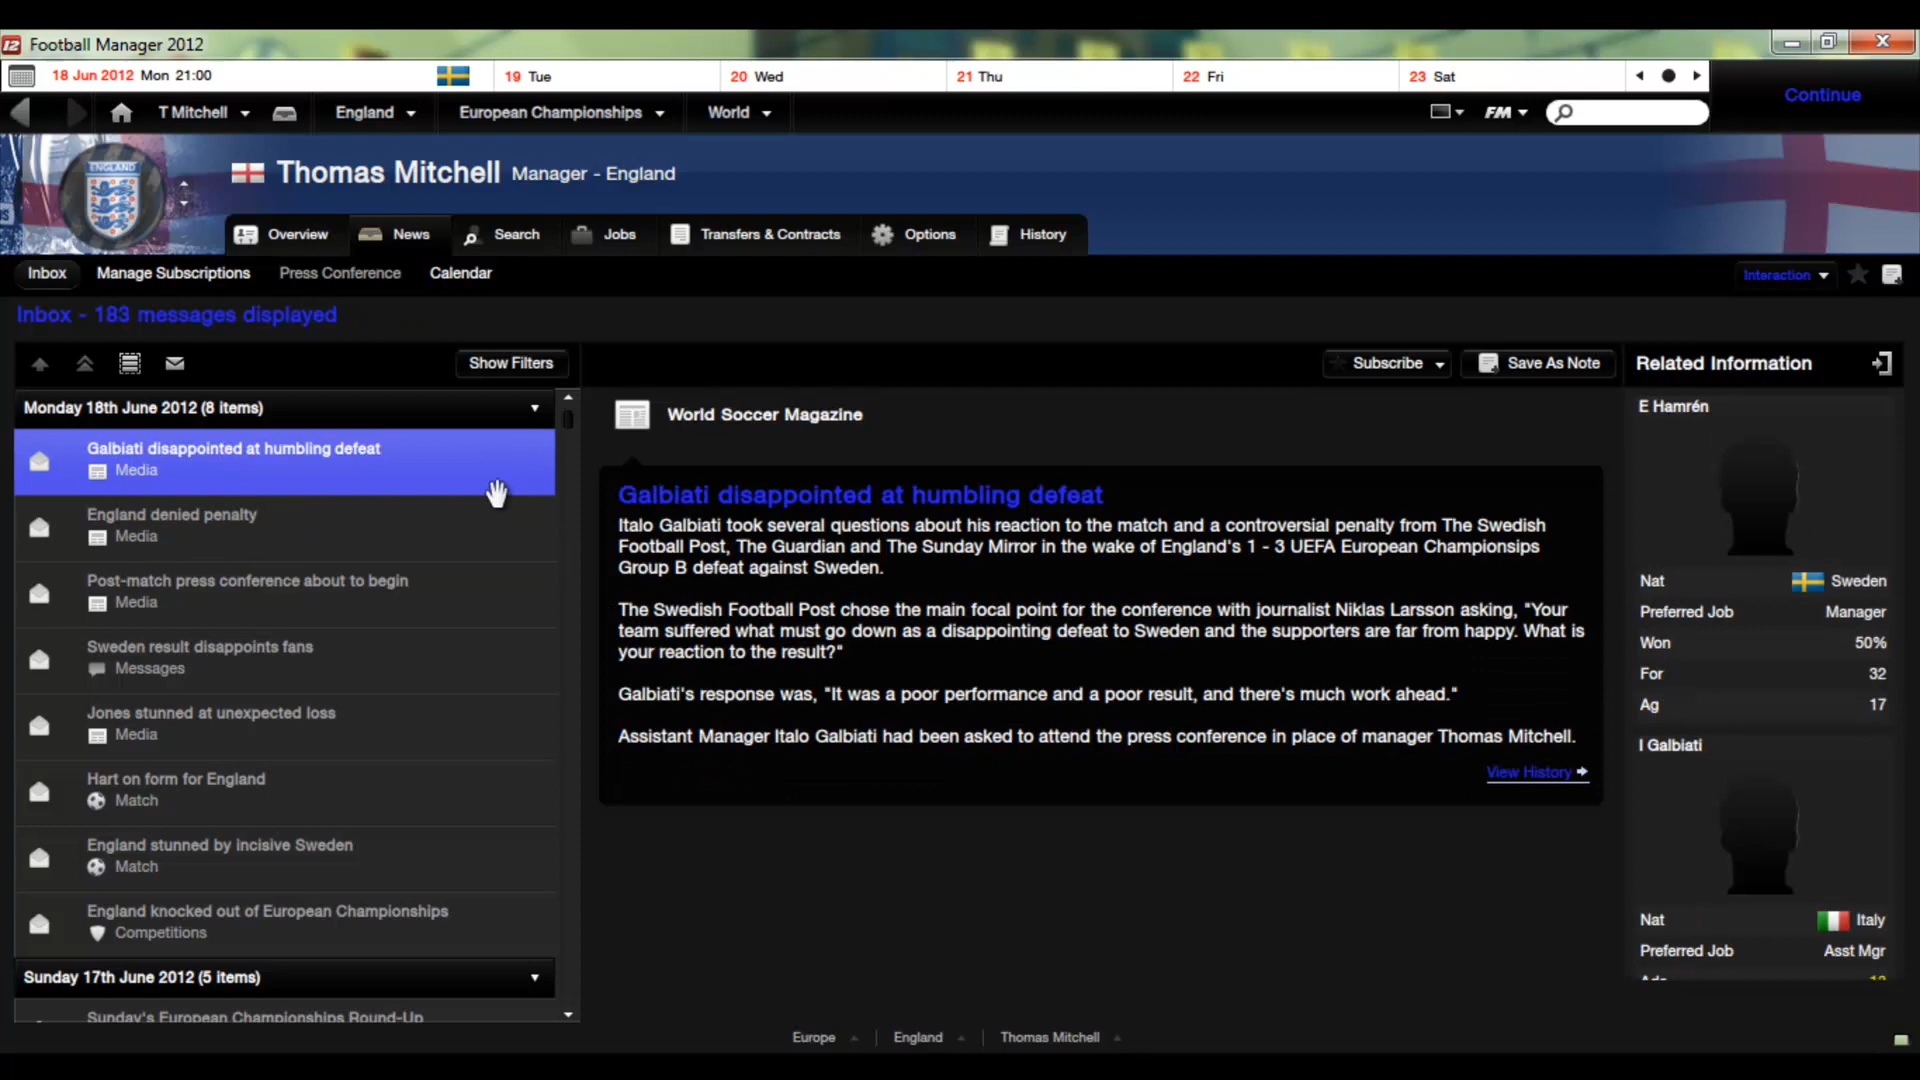 Football Manager 2012
18 Jun 2012 Mon 21:00
19 Tue
20 Wed
21 Thu
22 Fri
23 Sat
Continue
T Mitchell
England
European Championships
World
FM
ENGLAND
Thomas Mitchell Manager - England
Overview
News
Search
Jobs
Transfers & Contracts
Options
History
Inbox
Manage Subscriptions
Press Conference
Calendar
Interaction
Inbox - 183 messages displayed
Show Filters
Subscribe
Save As Note
Related Information
Monday 18th June 2012 (8 items)
Galbiati disappointed at humbling defeat
Media
England denied penalty
Media
Post-match press conference about to begin
Media
Sweden result disappoints fans
Messages
Jones stunned at unexpected loss
Media
Hart on form for England
Match
England stunned by incisive Sweden
Match
England knocked out of European Championships
Competitions
Sunday 17th June 2012 (5 items)
Sunday's European Championships Round-Up
World Soccer Magazine
Galbiati disappointed at humbling defeat
Italo Galbiati took several questions about his reaction to the match and a controversial penalty from The Swedish
Football Post, The Guardian and The Sunday Mirror in the wake of England's 1 - 3 UEFA European Championsips
Group B defeat against Sweden.
The Swedish Football Post chose the main focal point for the conference with journalist Niklas Larsson asking, "Your
team suffered what must go down as a disappointing defeat to Sweden and the supporters are far from happy. What is
your reaction to the result?"
Galbiati's response was, "It was a poor performance and a poor result, and there's much work ahead."
Assistant Manager Italo Galbiati had been asked to attend the press conference in place of manager Thomas Mitchell.
View History
E Hamrén
Nat Sweden
Preferred Job Manager
Won 50%
For 32
Ag 17
I Galbiati
Nat Italy
Preferred Job Asst Mgr
Europe
England
Thomas Mitchell